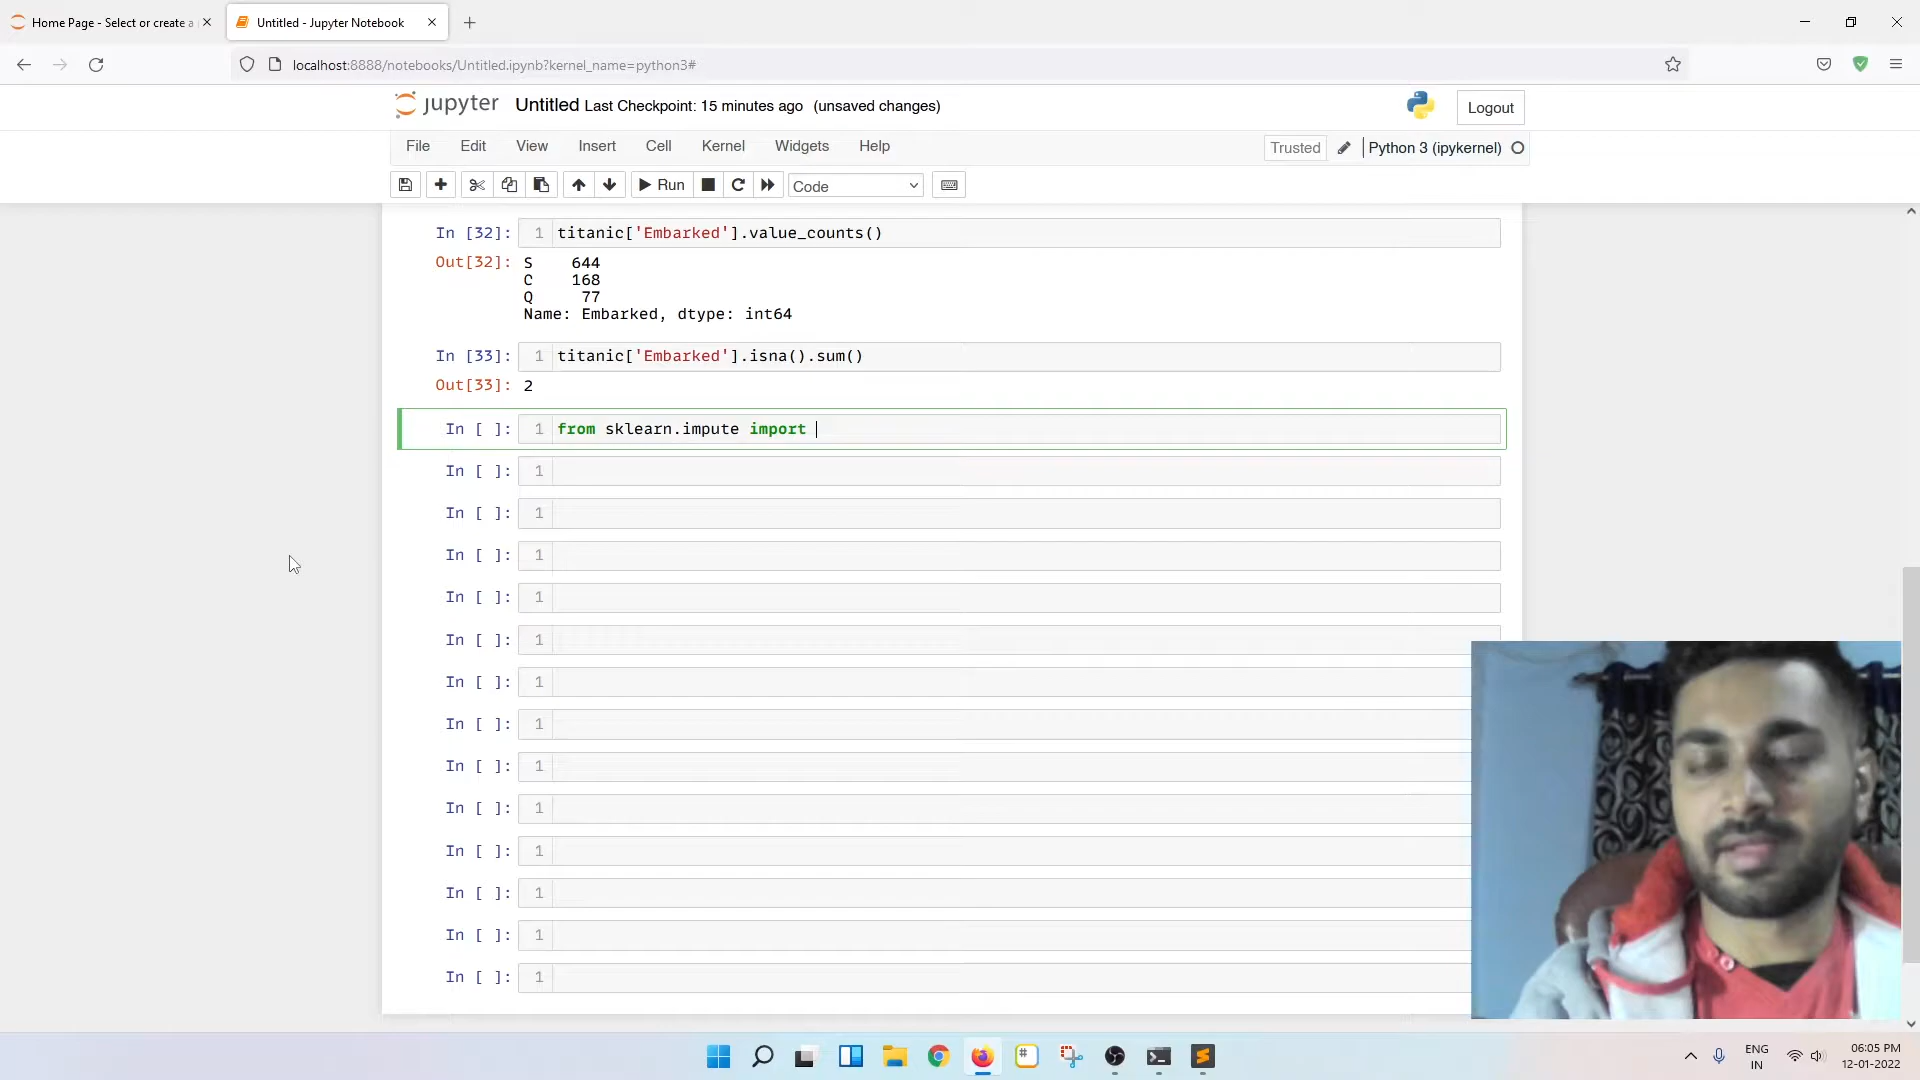 Home Page - Select or create a
Untitled - Jupyter Notebook
localhost:8888/notebooks/Untitled.ipynb?kernel_name=python3#
jupyter Untitled Last Checkpoint: 15 minutes ago (unsaved changes)
Logout
File Edit View Insert Cell Kernel Widgets Help
Trusted
Python 3 (ipykernel)
Run
Code
In [32]: 1 titanic['Embarked'].value_counts()
Out[32]: S 644
C 168
Q 77
Name: Embarked, dtype: int64
In [33]: 1 titanic['Embarked'].isna().sum()
Out[33]: 2
In [ ]: 1 from sklearn.impute import
In [ ]: 1
In [ ]: 1
In [ ]: 1
In [ ]: 1
In [ ]: 1
In [ ]: 1
In [ ]: 1
In [ ]: 1
In [ ]: 1
In [ ]: 1
In [ ]: 1
In [ ]: 1
In [ ]: 1
ENG
IN
06:05 PM
12-01-2022